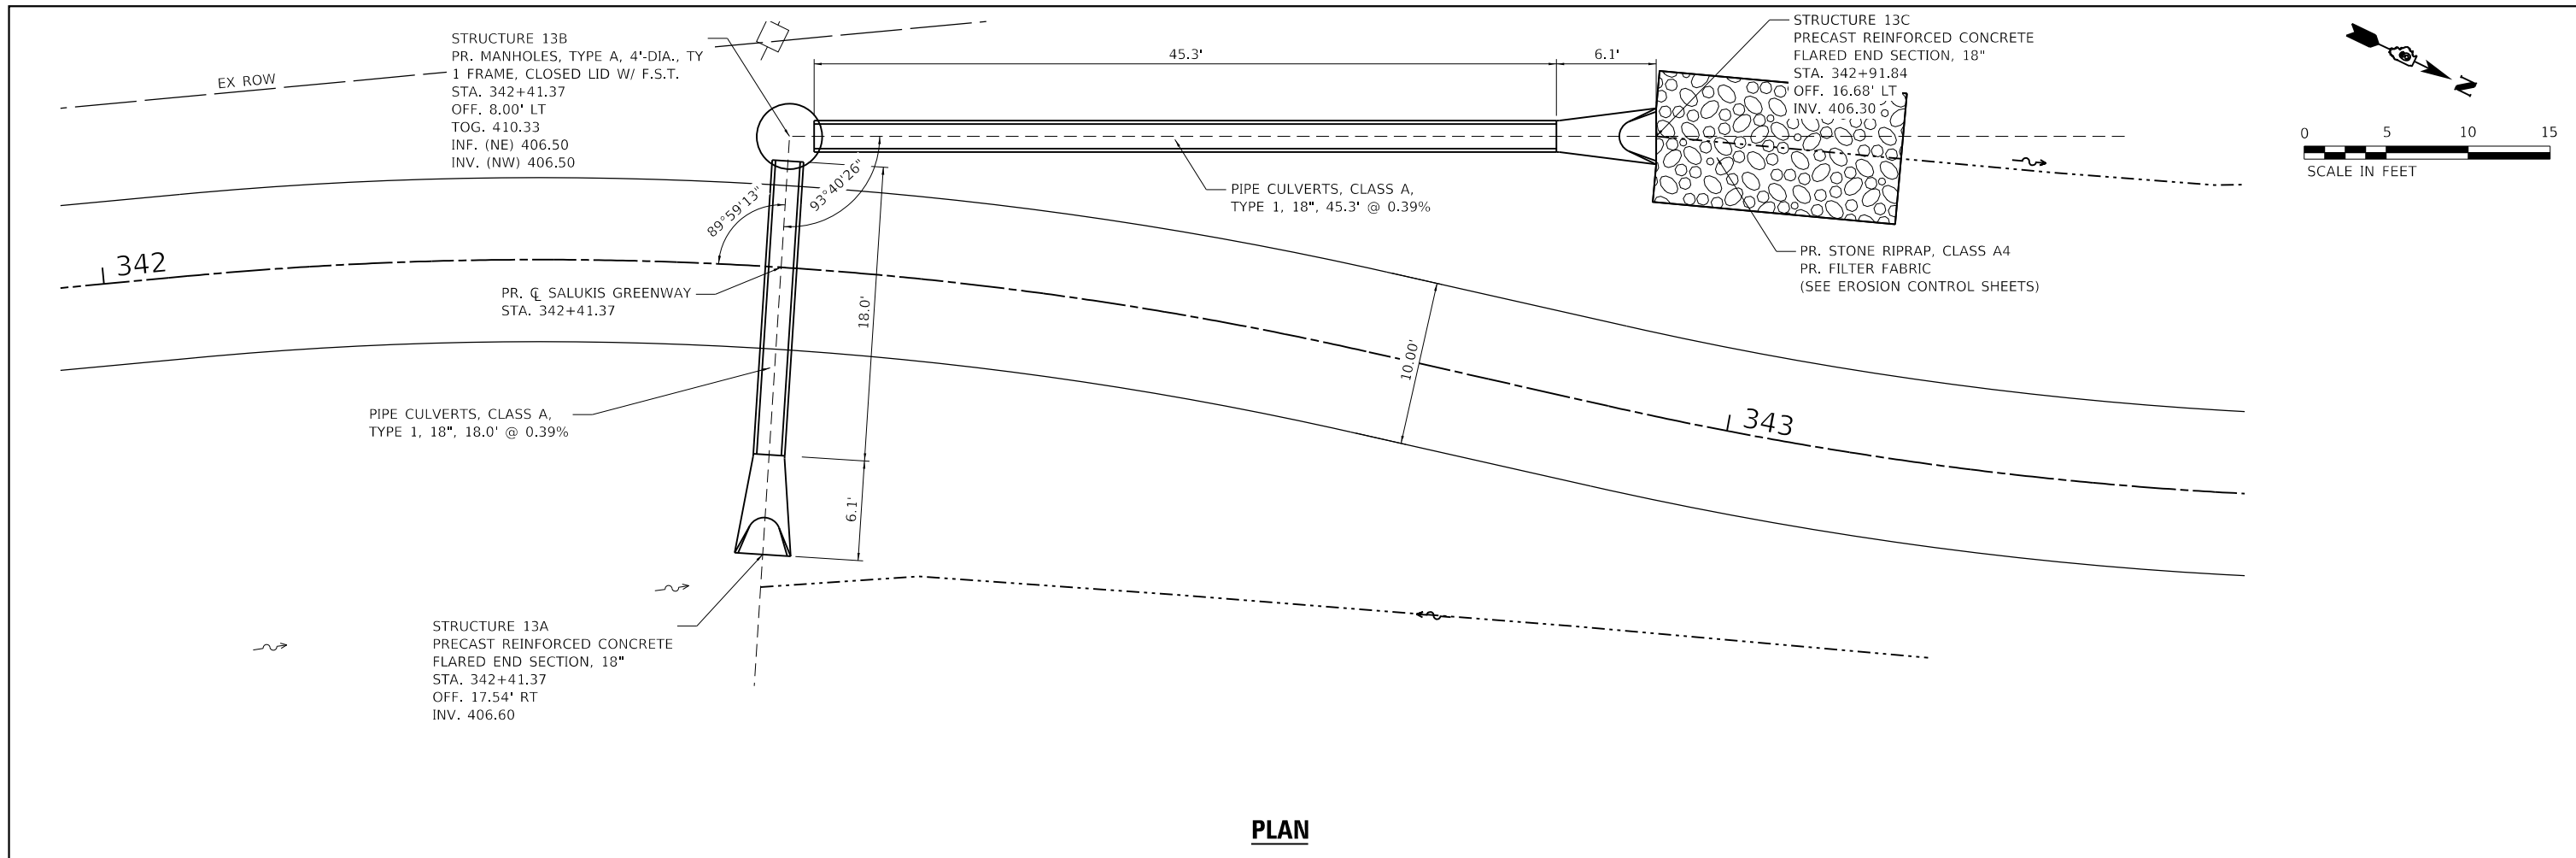 STRUCTURE 13B
PR. MANHOLES, TYPE A, 4'-DIA., TY
1 FRAME, CLOSED LID W/ F.S.T.
STA. 342+41.37
OFF. 8.00' LT
TOG. 410.33
INF. (NE) 406.50
INV. (NW) 406.50
EX ROW
45.3'
6.1'
STRUCTURE 13C
PRECAST REINFORCED CONCRETE
FLARED END SECTION, 18"
STA. 342+91.84
OFF. 16.68' LT
INV. 406.30
N
0 5 10 15
SCALE IN FEET
89°59'13"
93°40'26"
PIPE CULVERTS, CLASS A,
TYPE 1, 18", 45.3' @ 0.39%
PR. STONE RIPRAP, CLASS A4
PR. FILTER FABRIC
(SEE EROSION CONTROL SHEETS)
342
PR. ℄ SALUKIS GREENWAY
STA. 342+41.37
18.0'
10.00'
343
PIPE CULVERTS, CLASS A,
TYPE 1, 18", 18.0' @ 0.39%
6.1'
STRUCTURE 13A
PRECAST REINFORCED CONCRETE
FLARED END SECTION, 18"
STA. 342+41.37
OFF. 17.54' RT
INV. 406.60
PLAN